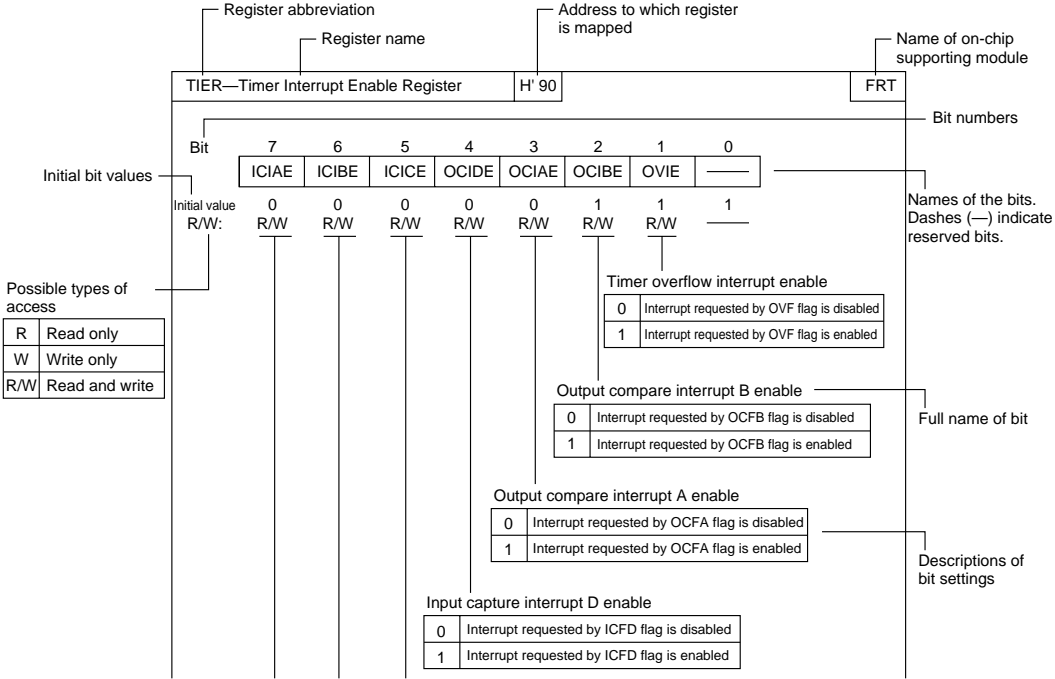 Register abbreviation
Register name
Address to which register
is mapped
Name of on-chip
supporting module
TIER—Timer Interrupt Enable Register H' 90 FRT
Bit numbers
Bit 7 6 5 4 3 2 1 0
ICIAE ICIBE ICICE OCIDE OCIAE OCIBE OVIE —
Initial bit values
Initial value 0 0 0 0 0 1 1 1
R/W: R/W R/W R/W R/W R/W R/W R/W —
Names of the bits.
Dashes (—) indicate
reserved bits.
Possible types of
access
R Read only
W Write only
R/W Read and write
Timer overflow interrupt enable
0 Interrupt requested by OVF flag is disabled
1 Interrupt requested by OVF flag is enabled
Output compare interrupt B enable
0 Interrupt requested by OCFB flag is disabled
1 Interrupt requested by OCFB flag is enabled
Full name of bit
Output compare interrupt A enable
0 Interrupt requested by OCFA flag is disabled
1 Interrupt requested by OCFA flag is enabled
Descriptions of
bit settings
Input capture interrupt D enable
0 Interrupt requested by ICFD flag is disabled
1 Interrupt requested by ICFD flag is enabled